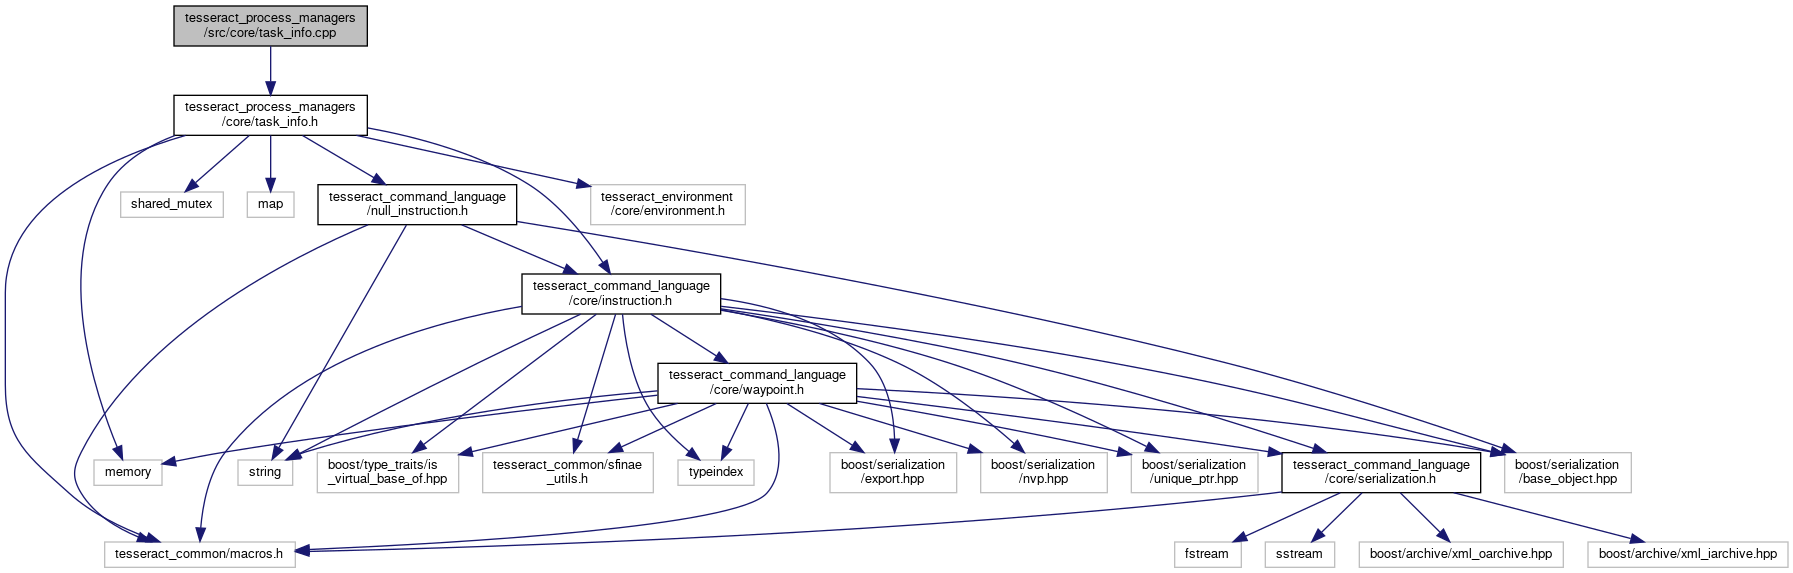 tesseract_process_managers
/src/core/task_info.cpp
tesseract_process_managers
/core/task_info.h
shared_mutex
map
tesseract_command_language
/null_instruction.h
tesseract_environment
/core/environment.h
tesseract_command_language
/core/instruction.h
tesseract_command_language
/core/waypoint.h
memory
string
boost/type_traits/is
_virtual_base_of.hpp
tesseract_common/sfinae
_utils.h
typeindex
boost/serialization
/export.hpp
boost/serialization
/nvp.hpp
boost/serialization
/unique_ptr.hpp
tesseract_command_language
/core/serialization.h
boost/serialization
/base_object.hpp
tesseract_common/macros.h
fstream
sstream
boost/archive/xml_oarchive.hpp
boost/archive/xml_iarchive.hpp